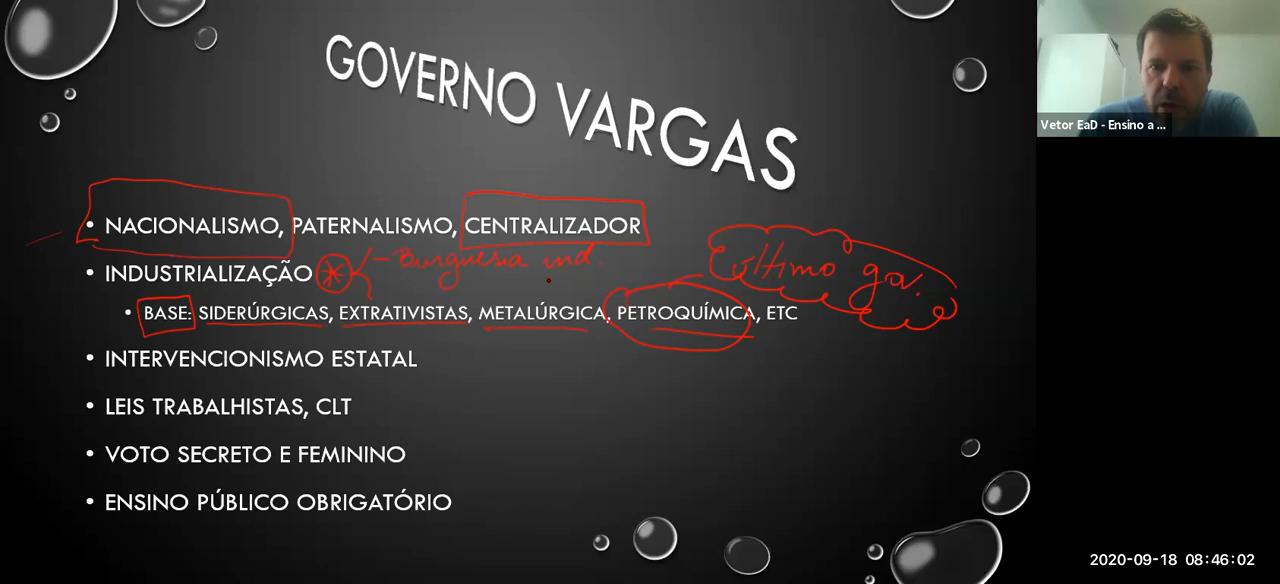 GOVERNO VARGAS
Vetor EaD - Ensino a ...
• NACIONALISMO, PATERNALISMO, CENTRALIZADOR
- Burguesia ind.
último gov.
• INDUSTRIALIZAÇÃO
• BASE: SIDERÚRGICAS, EXTRATIVISTAS, METALÚRGICA, PETROQUÍMICA, ETC
• INTERVENCIONISMO ESTATAL
• LEIS TRABALHISTAS, CLT
• VOTO SECRETO E FEMININO
• ENSINO PÚBLICO OBRIGATÓRIO
2020-09-18 08:46:02